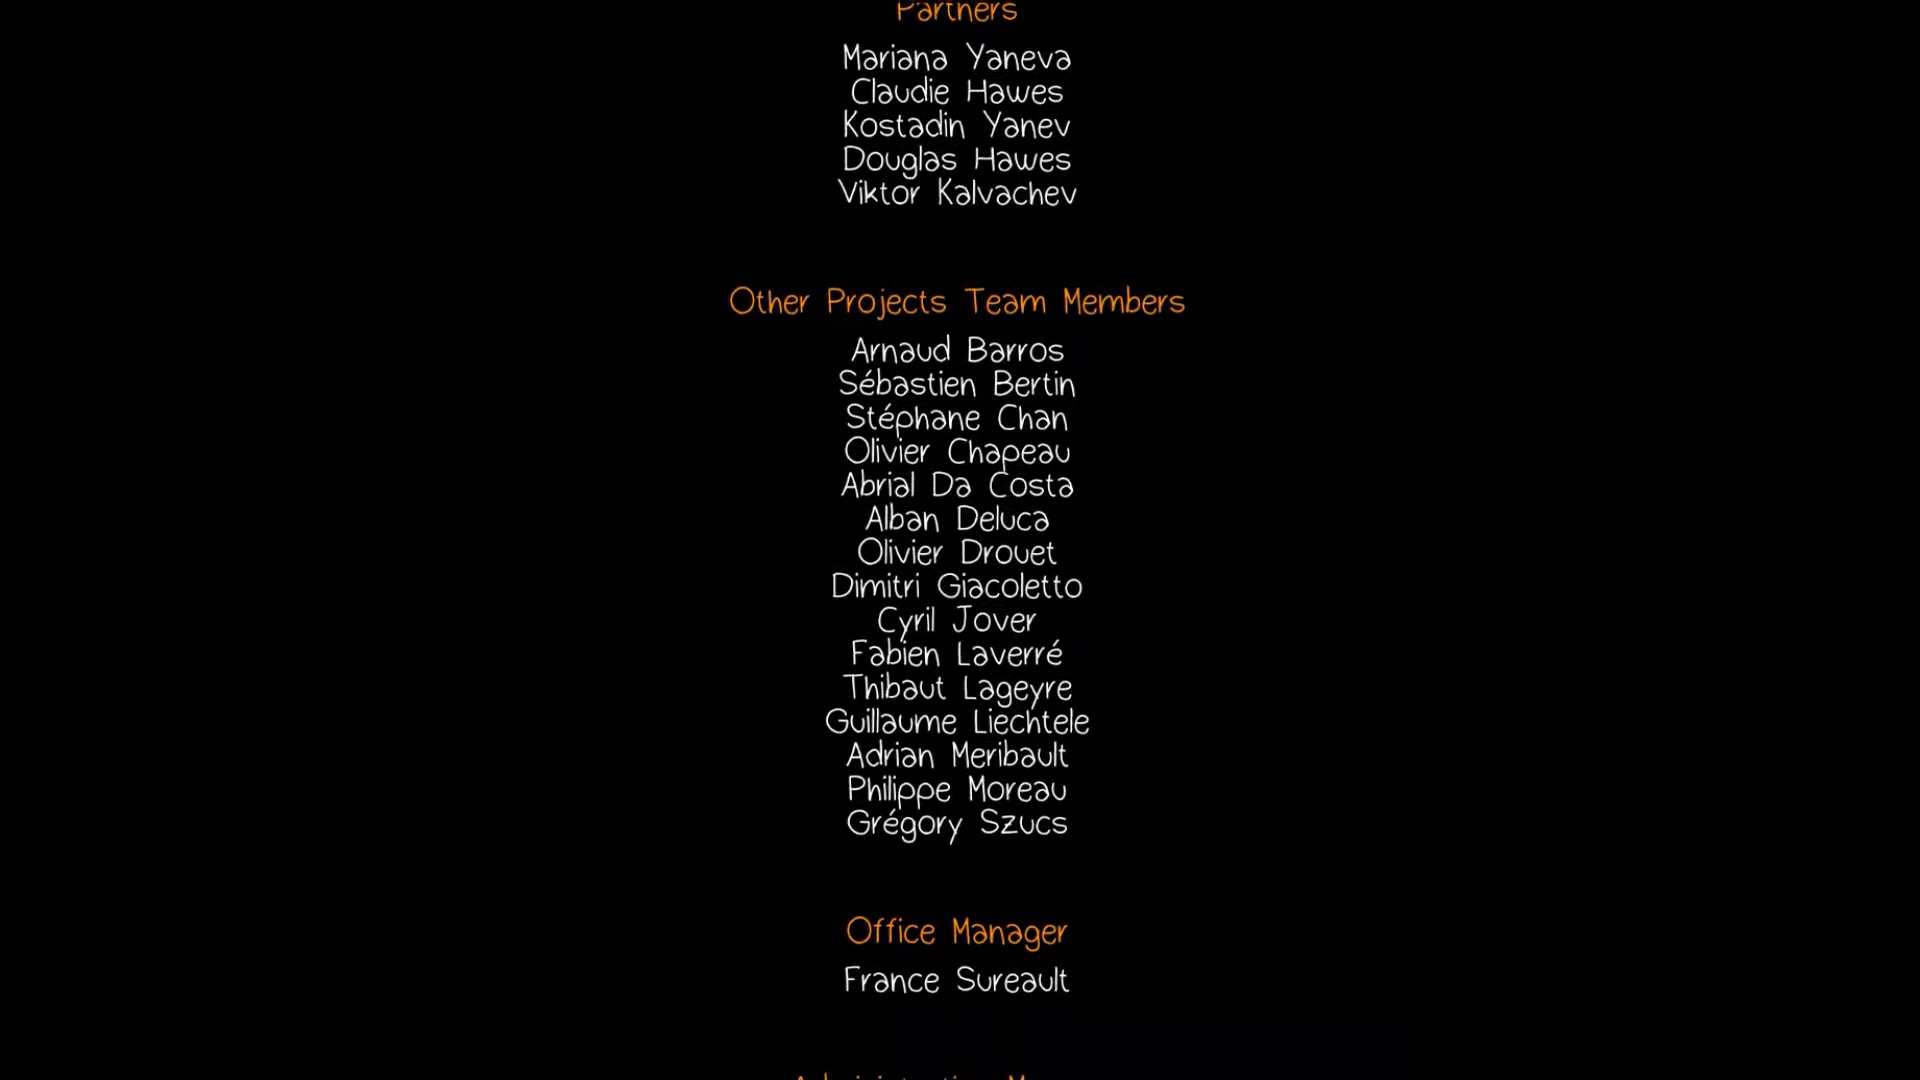 Partners
Mariana Yaneva
Claudie Hawes
Kostadin Yanev
Douglas Hawes
Viktor Kalvachev
Other Projects Team Members
Arnaud Barros
Sébastien Bertin
Stéphane Chan
Olivier Chapeau
Abrial Da Costa
Alban Deluca
Olivier Drouet
Dimitri Giacoletto
Cyril Jover
Fabien Laverré
Thibaut Lageyre
Guillaume Liechtele
Adrian Meribault
Philippe Moreau
Grégory Szucs
Office Manager
France Sureault